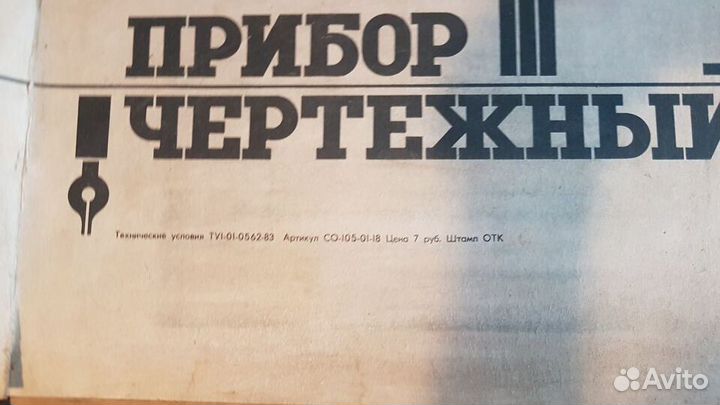 ПРИБОР
ЧЕРТЕЖНЫЙ
Технические условия ТУ1-01-0562-83 Артикул СО-105-01-18 Цена 7 руб. Штамп ОТК
Avito